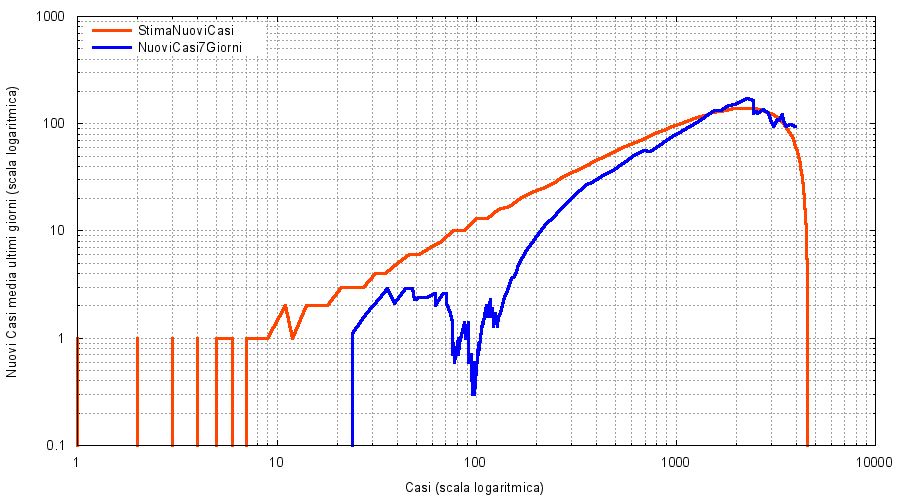 1000
StimaNuoviCasi
NuoviCasi7Giorni
100
10
1
0.1
Nuovi Casi media ultimi giorni (scala logaritmica)
1 10 100 1000 10000
Casi (scala logaritmica)